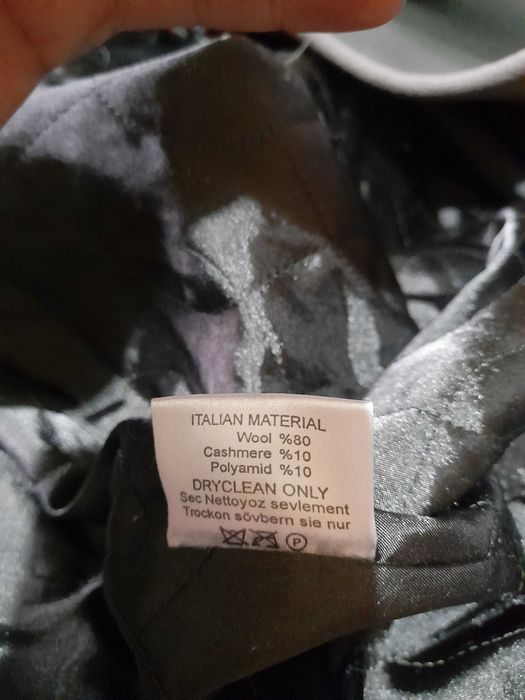 ITALIAN MATERIAL
Wool %80
Cashmere %10
Polyamid %10
DRYCLEAN ONLY
Sec Nettoyoz sevlement
Trockon sövbern sie nur
P